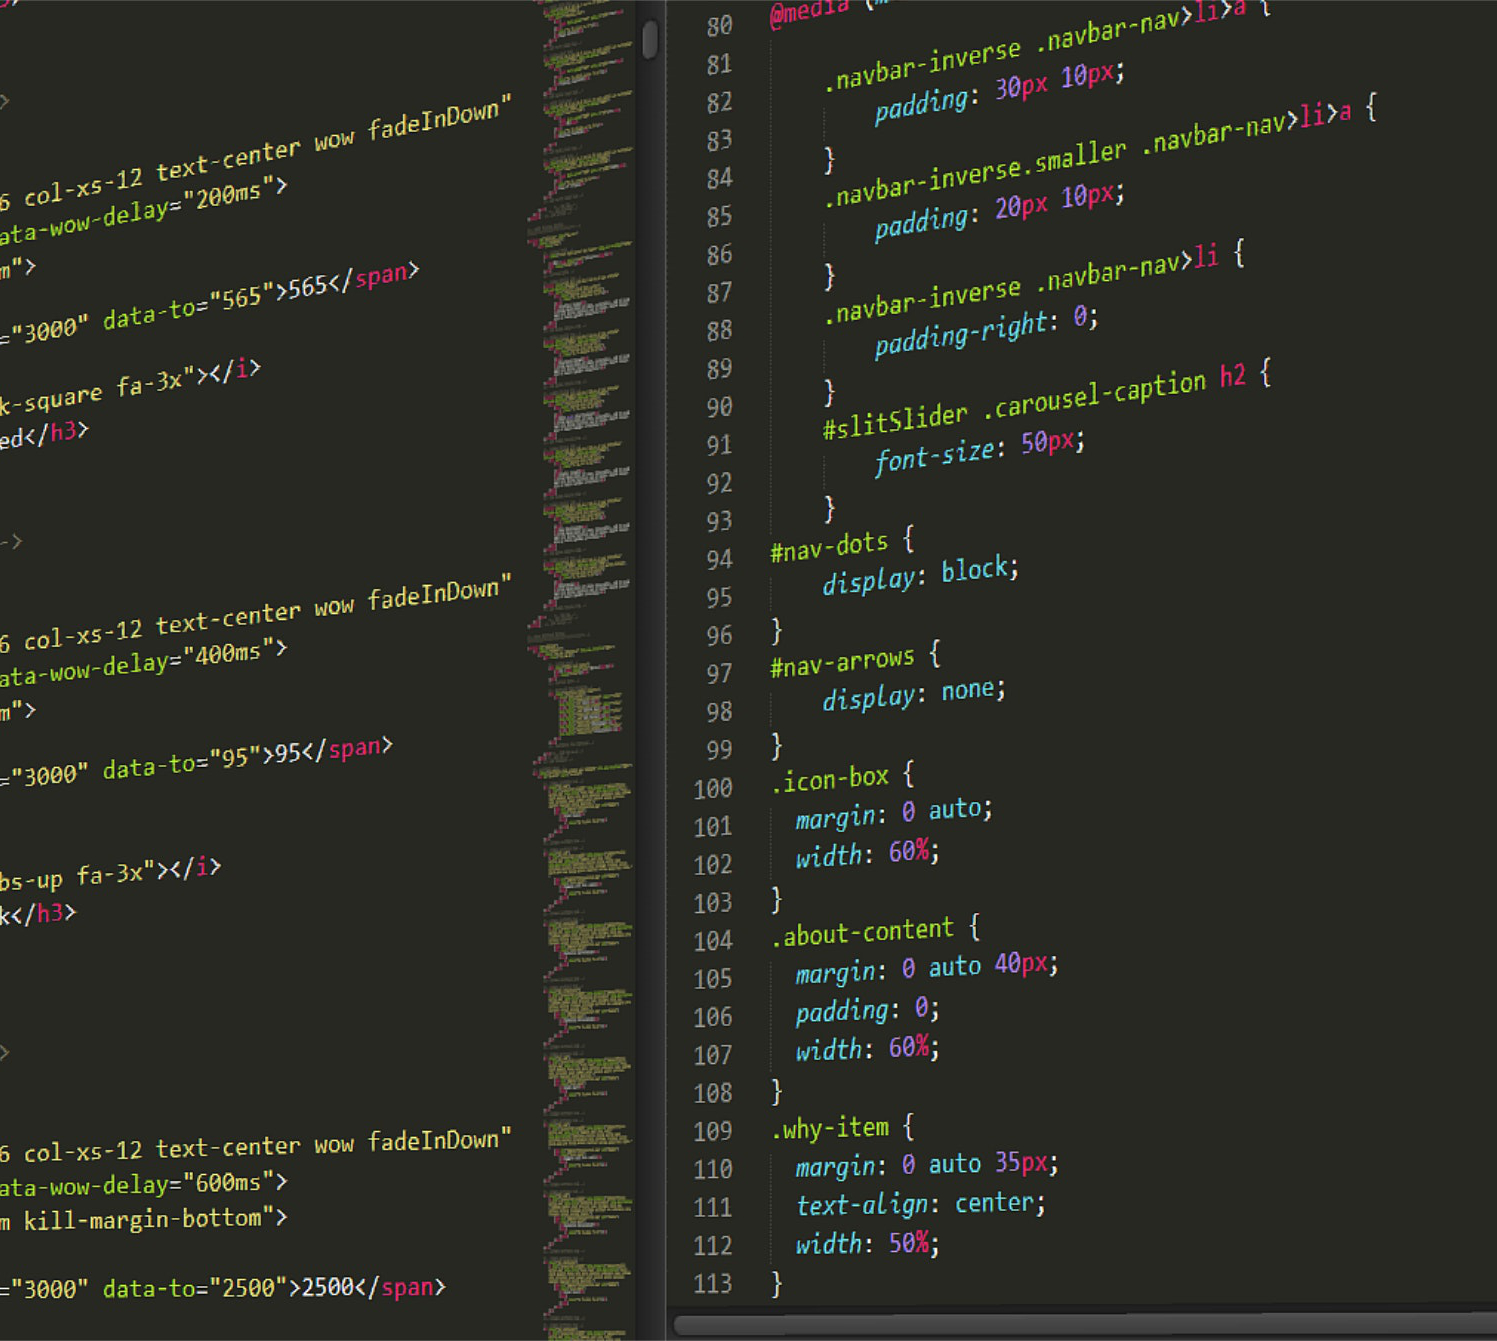 6 col-xs-12 text-center wow fadeInDown"
ata-wow-delay="200ms">
m">
="3000" data-to="565">565</span>
k-square fa-3x"></i>
ed</h3>
->
6 col-xs-12 text-center wow fadeInDown"
ata-wow-delay="400ms">
m">
="3000" data-to="95">95</span>
bs-up fa-3x"></i>
k</h3>
>
6 col-xs-12 text-center wow fadeInDown"
ata-wow-delay="600ms">
m kill-margin-bottom">
="3000" data-to="2500">2500</span>
80 @media
81 .navbar-inverse .navbar-nav>li>a {
82 padding: 30px 10px;
83 }
84 .navbar-inverse.smaller .navbar-nav>li>a {
85 padding: 20px 10px;
86 }
87 .navbar-inverse .navbar-nav>li {
88 padding-right: 0;
89 }
90 #slitSlider .carousel-caption h2 {
91 font-size: 50px;
92 }
93 #nav-dots {
94 display: block;
95 }
96 #nav-arrows {
97 display: none;
98 }
99 .icon-box {
100 margin: 0 auto;
101 width: 60%;
102 }
103 .about-content {
104 margin: 0 auto 40px;
105 padding: 0;
106 width: 60%;
107 }
108 .why-item {
109 margin: 0 auto 35px;
110 text-align: center;
111 width: 50%;
112 }
113